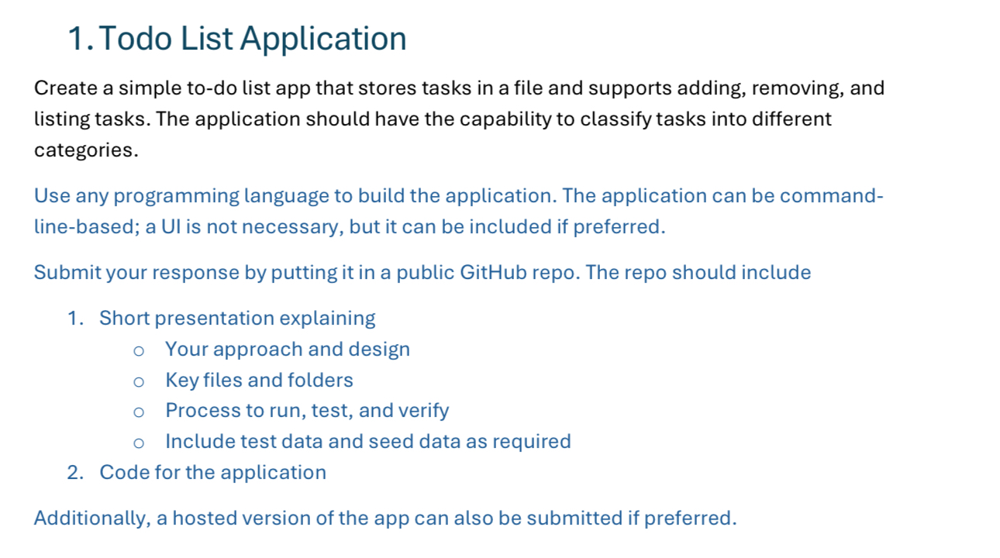 1. Todo List Application
Create a simple to-do list app that stores tasks in a file and supports adding, removing, and
listing tasks. The application should have the capability to classify tasks into different
categories.
Use any programming language to build the application. The application can be command-
line-based; a UI is not necessary, but it can be included if preferred.
Submit your response by putting it in a public GitHub repo. The repo should include
1. Short presentation explaining
o Your approach and design
o Key files and folders
o Process to run, test, and verify
o Include test data and seed data as required
2. Code for the application
Additionally, a hosted version of the app can also be submitted if preferred.